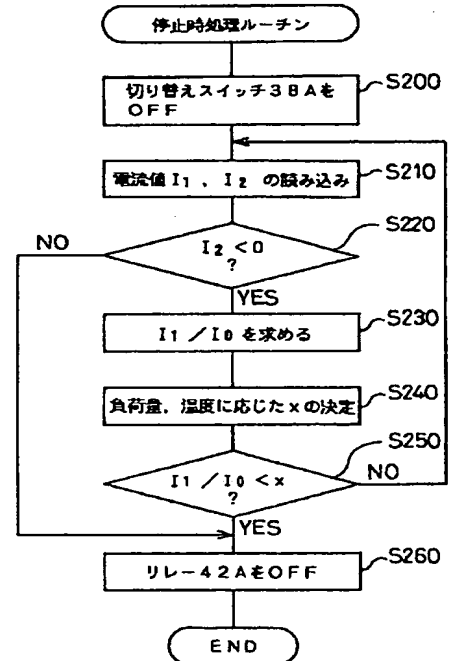 停止時処理ルーチン
切り替えスイッチ38Aを
OFF
S200
電流値I1，I2 の読み込み
S210
I2＜0
?
S220
NO
YES
I1／I0を求める
S230
負荷量，温度に応じたxの決定
S240
I1／I0＜x
?
S250
NO
YES
リレー42AをOFF
S260
END